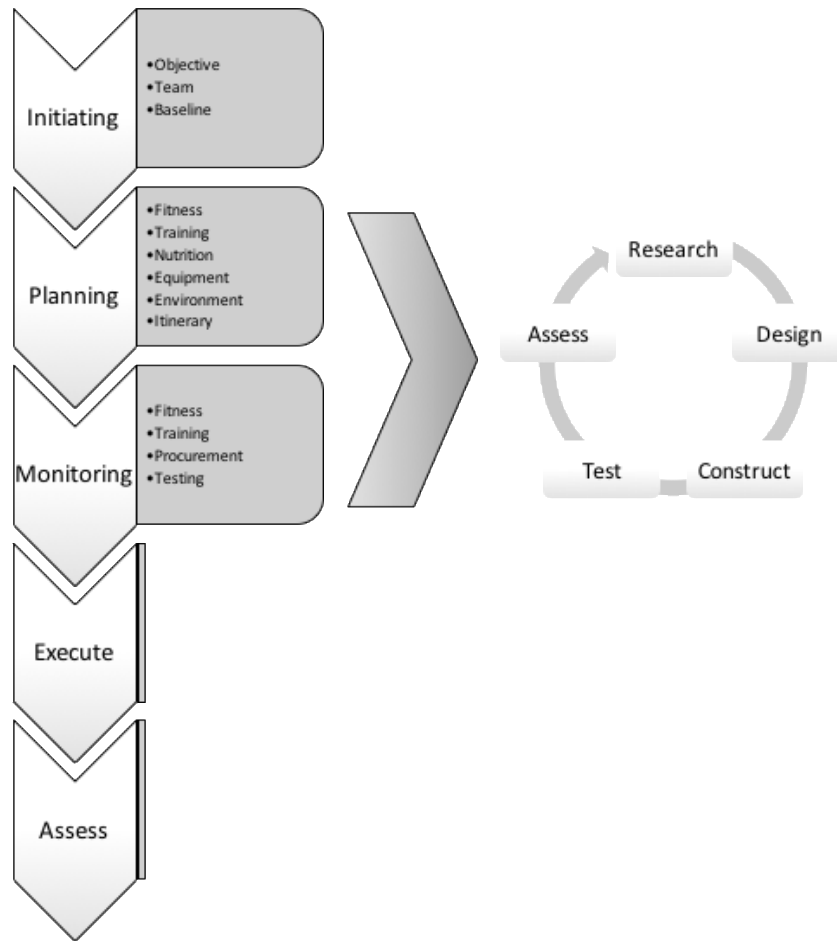 Initiating
•Objective
•Team
•Baseline
Planning
•Fitness
•Training
•Nutrition
•Equipment
•Environment
•Itinerary
Monitoring
•Fitness
•Training
•Procurement
•Testing
Execute
Assess
Research
Design
Construct
Test
Assess